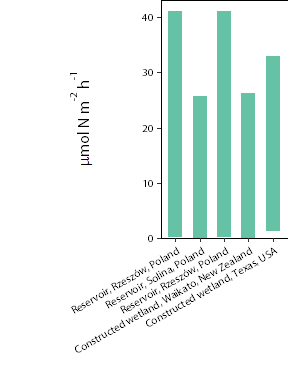 40
30
20
10
0
μmol N m-2 h-1
Reservoir, Rzeszów, Poland
Reservoir, Solina, Poland
Reservoir, Rzeszów, Poland
Constructed wetland, Waikato, New Zealand
Constructed wetland, Texas, USA